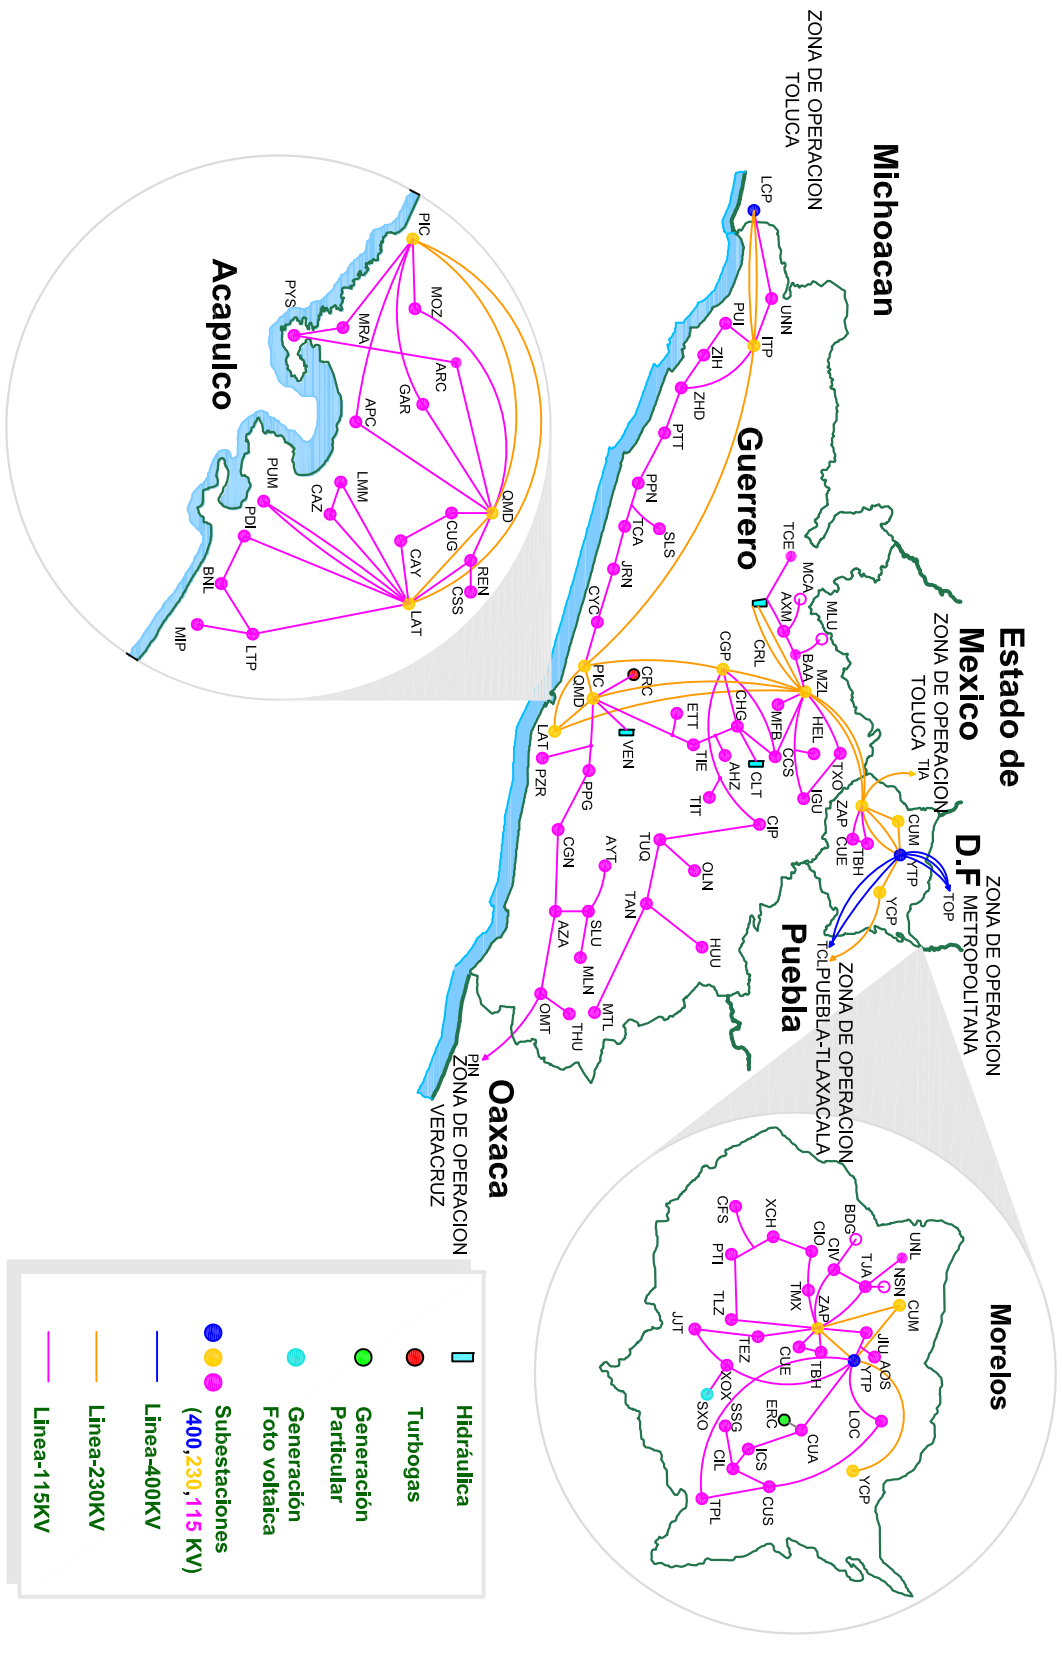 ZONA DE OPERACION
TOLUCA
Michoacan
Estado de
Mexico
ZONA DE OPERACION
TOLUCA
D.F
ZONA DE OPERACION
METROPOLITANA
Puebla
ZONA DE OPERACION
PUEBLA-TLAXACALA
Guerrero
Oaxaca
ZONA DE OPERACION
VERACRUZ
LCP
UNN
PUI
ITP
ZIH
ZHD
PTT
PPN
SLS
TCA
JRN
CYC
PIC
QMD
LAT
PZR
TCE
MCA
AXM
MLU
BAA
CRL
MZL
CGP
CRC
VEN
ETT
CHG
MFB
HEL
TXO
CCS
IGU
TIE
AHZ
CLT
TIT
CIP
PPG
CGN
AYT
TUQ
OLN
TAN
AZA
SLU
MLN
HUU
OMT
THU
MTL
PIN
TIA
ZAP
CUM
TBH
CUE
YTP
YCP
TOP
TCL
Acapulco
PIC
MOZ
PYS
MRA
ARC
GAR
APC
QMD
LMM
CAZ
PUM
PDI
CUG
CAY
REN
CSS
LAT
BNL
LTP
MIP
Morelos
CFS
XCH
CIO
BDG
CIV
UNL
TJA
NSN
CUM
PTI
TMX
ZAP
TLZ
JJT
TEZ
CUE
TBH
JIU
AOS
YTP
XOX
SXO
SSG
ERC
CUA
LOC
ICS
CIL
YCP
CUS
TPL
Hidráulica
Turbogas
Generación
Particular
Generación
Foto voltaica
Subestaciones
(400,230,115 KV)
Linea-400KV
Linea-230KV
Linea-115KV